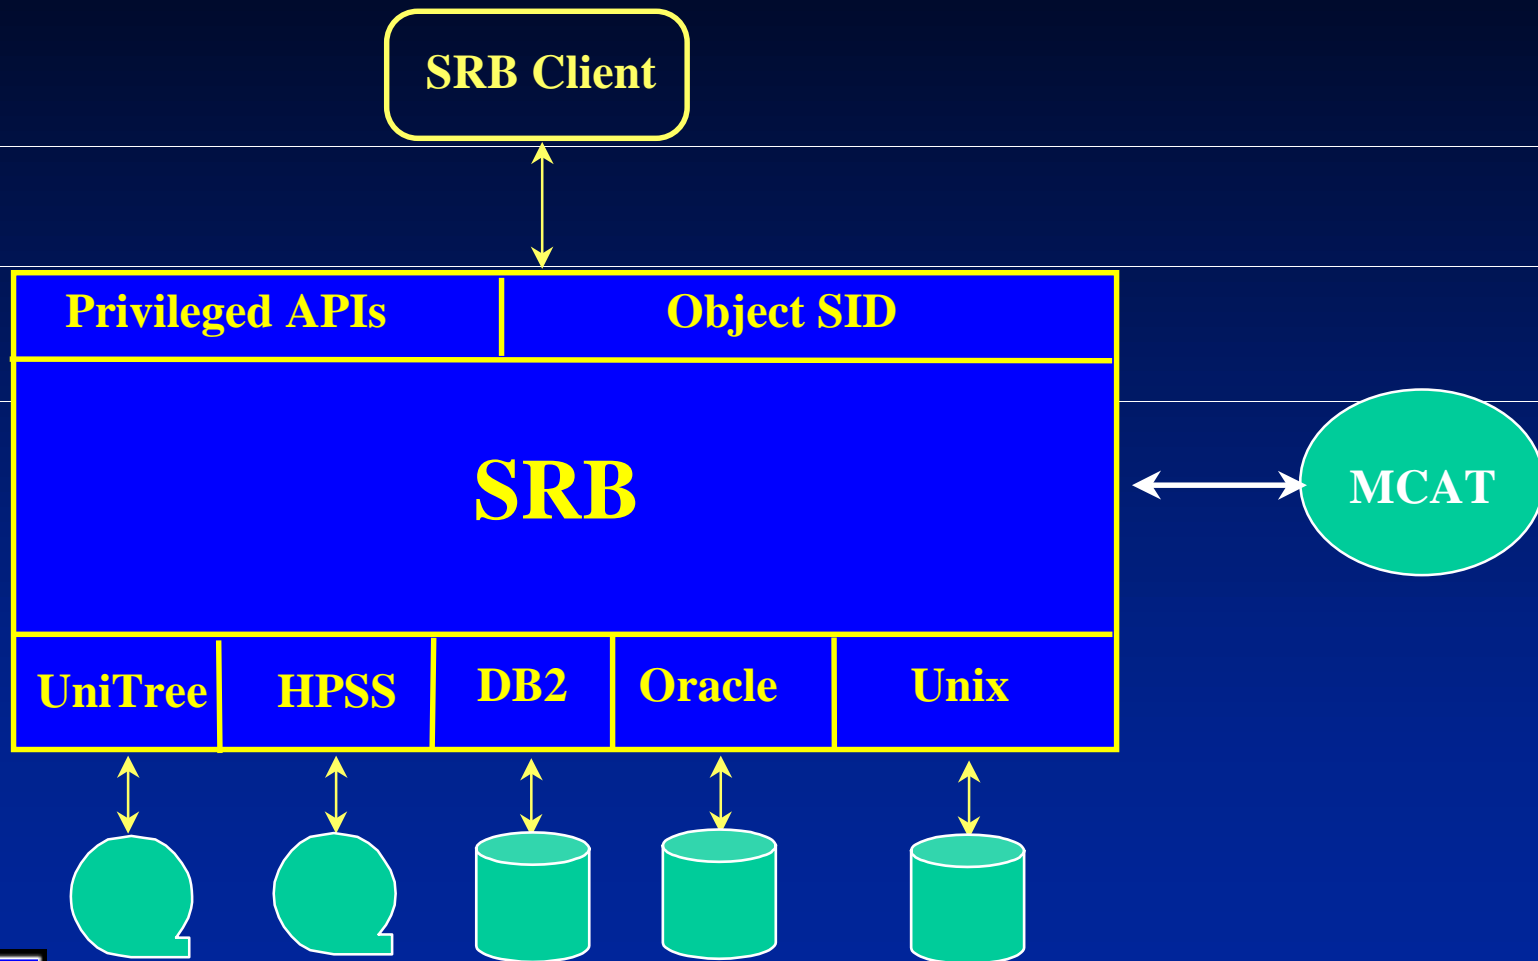 SRB Client
Privileged APIs
Object SID
SRB
MCAT
UniTree
HPSS
DB2
Oracle
Unix